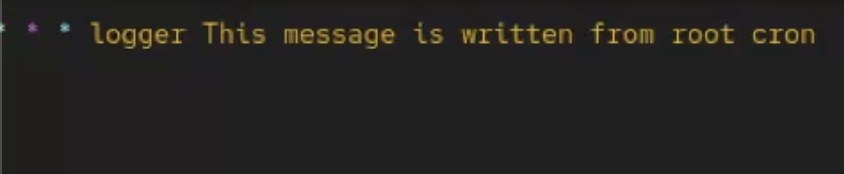 * * * logger This message is written from root cron